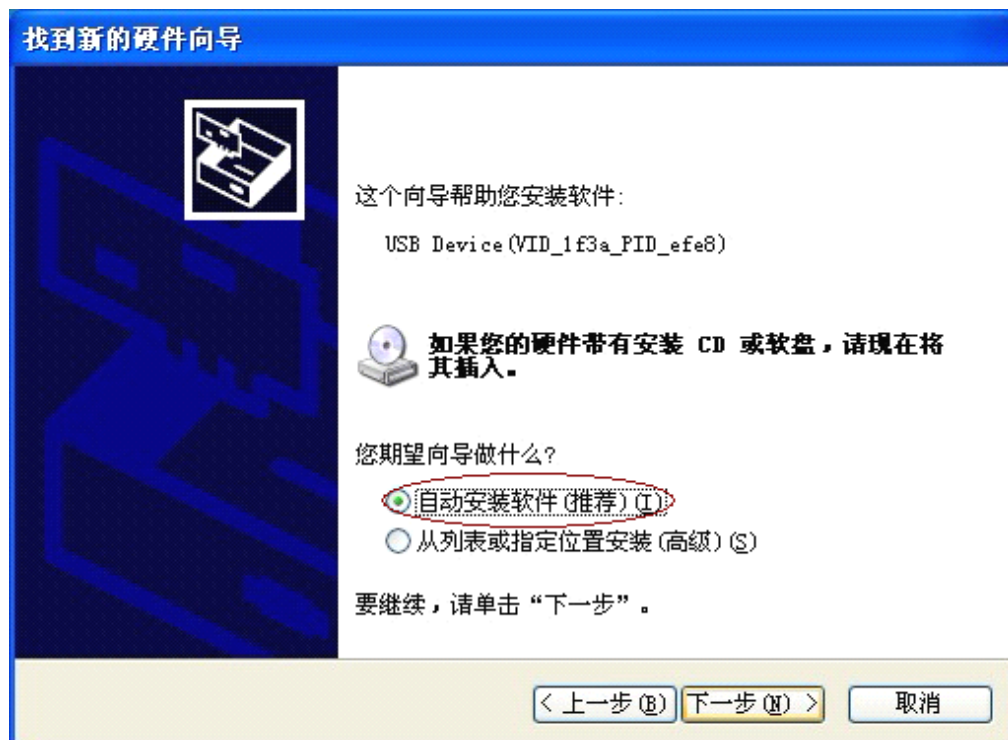 找到新的硬件向导
这个向导帮助您安装软件:
USB Device(VID_1f3a_PID_efe8)
如果您的硬件带有安装 CD 或软盘，请现在将
其插入。
您期望向导做什么?
自动安装软件(推荐)(I)
从列表或指定位置安装(高级)(S)
要继续，请单击“下一步”。
< 上一步(B)
下一步(N) >
取消